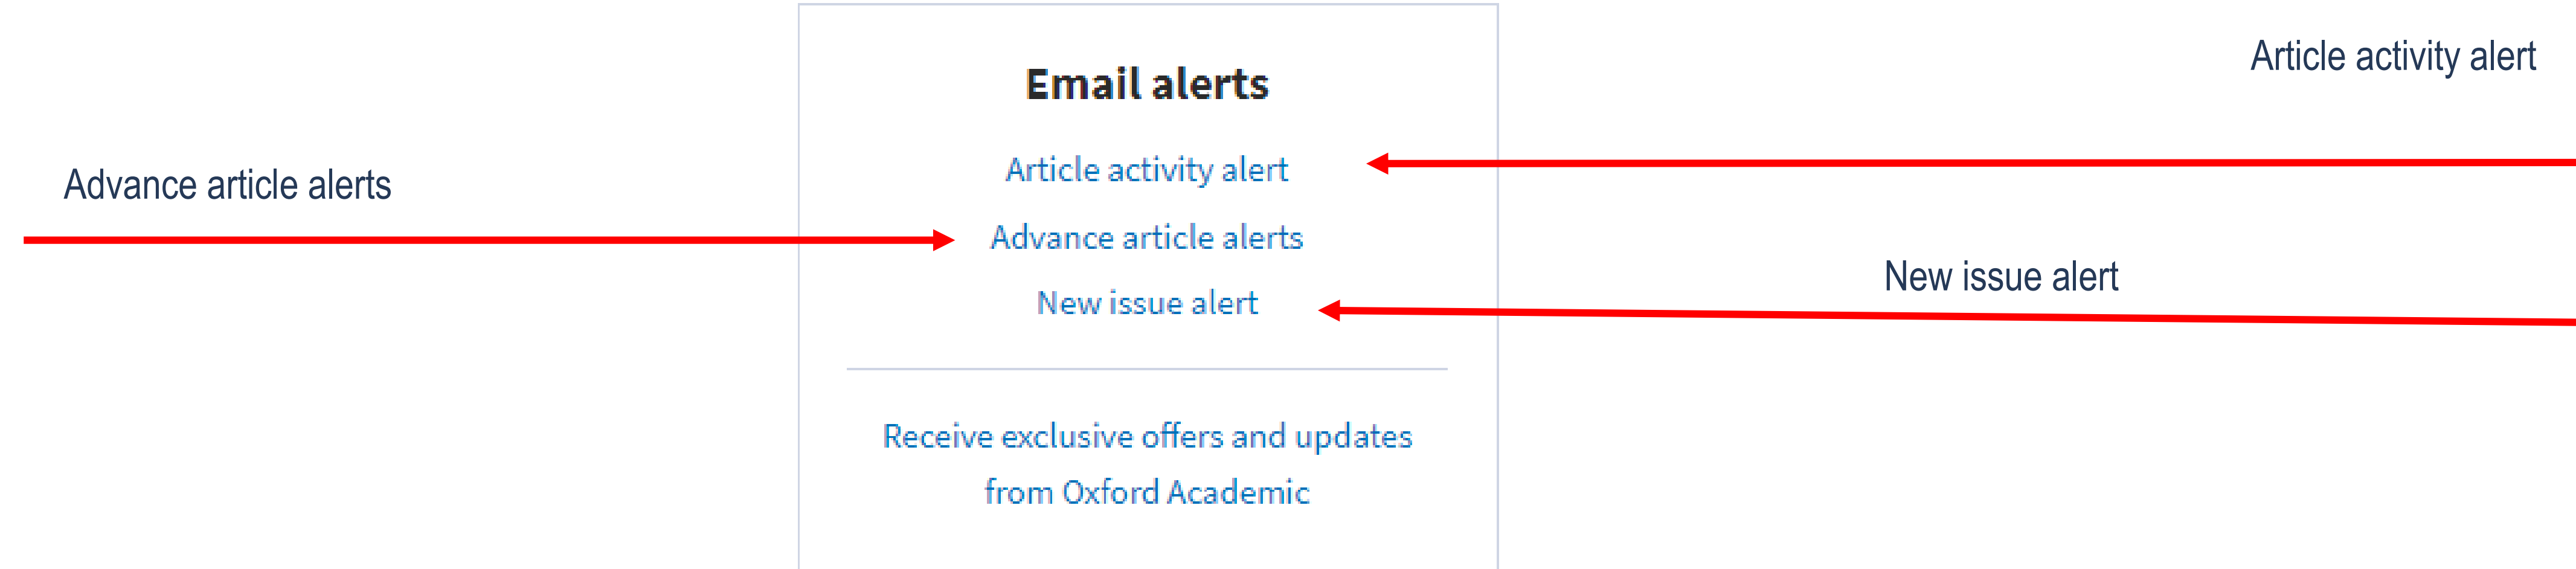 Article activity alert
Email alerts
Article activity alert
Advance article alerts
Advance article alerts
New issue alert
New issue alert
Receive exclusive offers and updates
from Oxford Academic